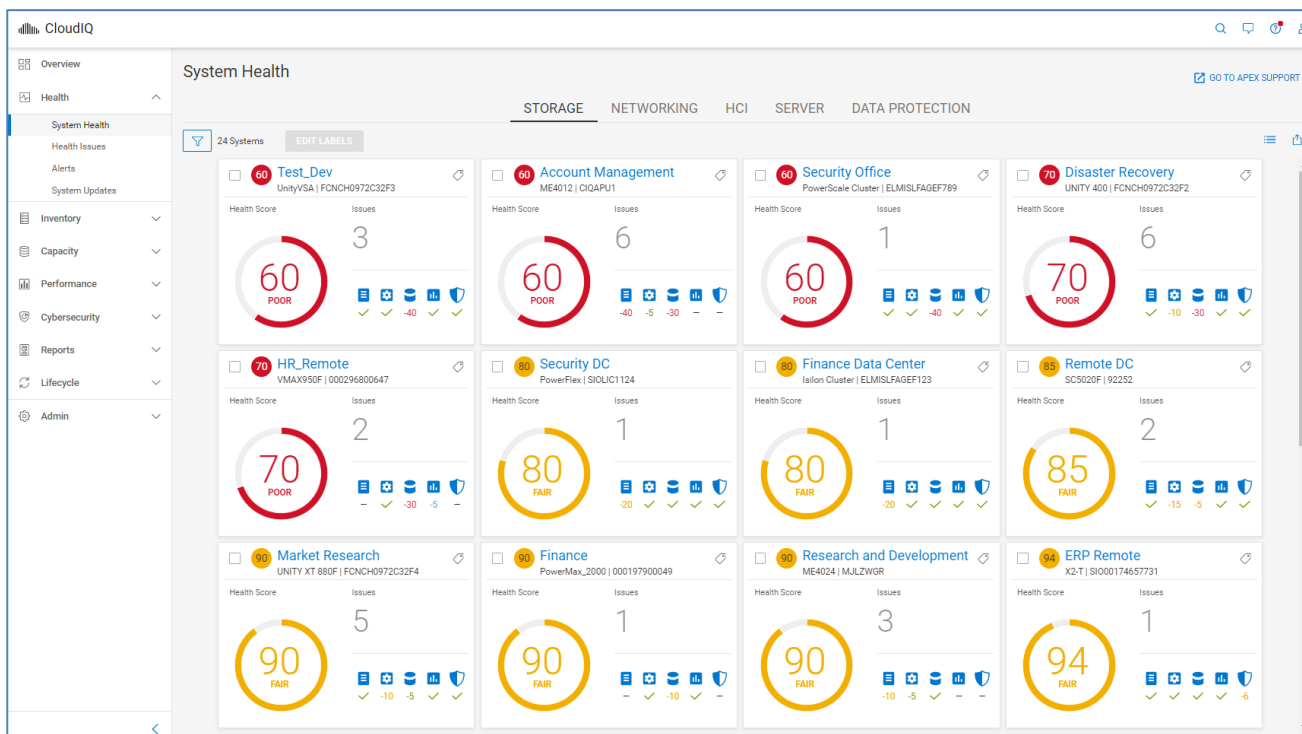 CloudIQ
Overview
Health
System Health
Health Issues
Alerts
System Updates
Inventory
Capacity
Performance
Cybersecurity
Reports
Lifecycle
Admin
System Health
GO TO APEX SUPPORT
STORAGE NETWORKING HCI SERVER DATA PROTECTION
24 Systems EDIT LABELS
60 Test_Dev
UnityVSA | FCNCH0972C32F3
Health Score Issues
3
60
POOR
-40
60 Account Management
ME4012 | CIQAPU1
Health Score Issues
6
60
POOR
-40 -5 -30 – –
60 Security Office
PowerScale Cluster | ELMISLFAGEF789
Health Score Issues
1
60
POOR
-40
70 Disaster Recovery
UNITY 400 | FCNCH0972C32F2
Health Score Issues
6
70
POOR
-10 -30
70 HR_Remote
VMAX950F | 000296800647
Health Score Issues
2
70
POOR
– -30 -5 –
80 Security DC
PowerFlex | SIOLIC1124
Health Score Issues
1
80
FAIR
-20
80 Finance Data Center
Isilon Cluster | ELMISLFAGEF123
Health Score Issues
1
80
FAIR
-20
85 Remote DC
SC5020F | 92252
Health Score Issues
2
85
FAIR
-15 -5
90 Market Research
UNITY XT 880F | FCNCH0972C32F4
Health Score Issues
5
90
FAIR
-10 -5
90 Finance
PowerMax_2000 | 000197900049
Health Score Issues
1
90
FAIR
– -10 –
90 Research and Development
ME4024 | MJLZWGR
Health Score Issues
3
90
FAIR
-10 -5 – –
94 ERP Remote
X2-T | SIO00174657731
Health Score Issues
1
94
FAIR
-6